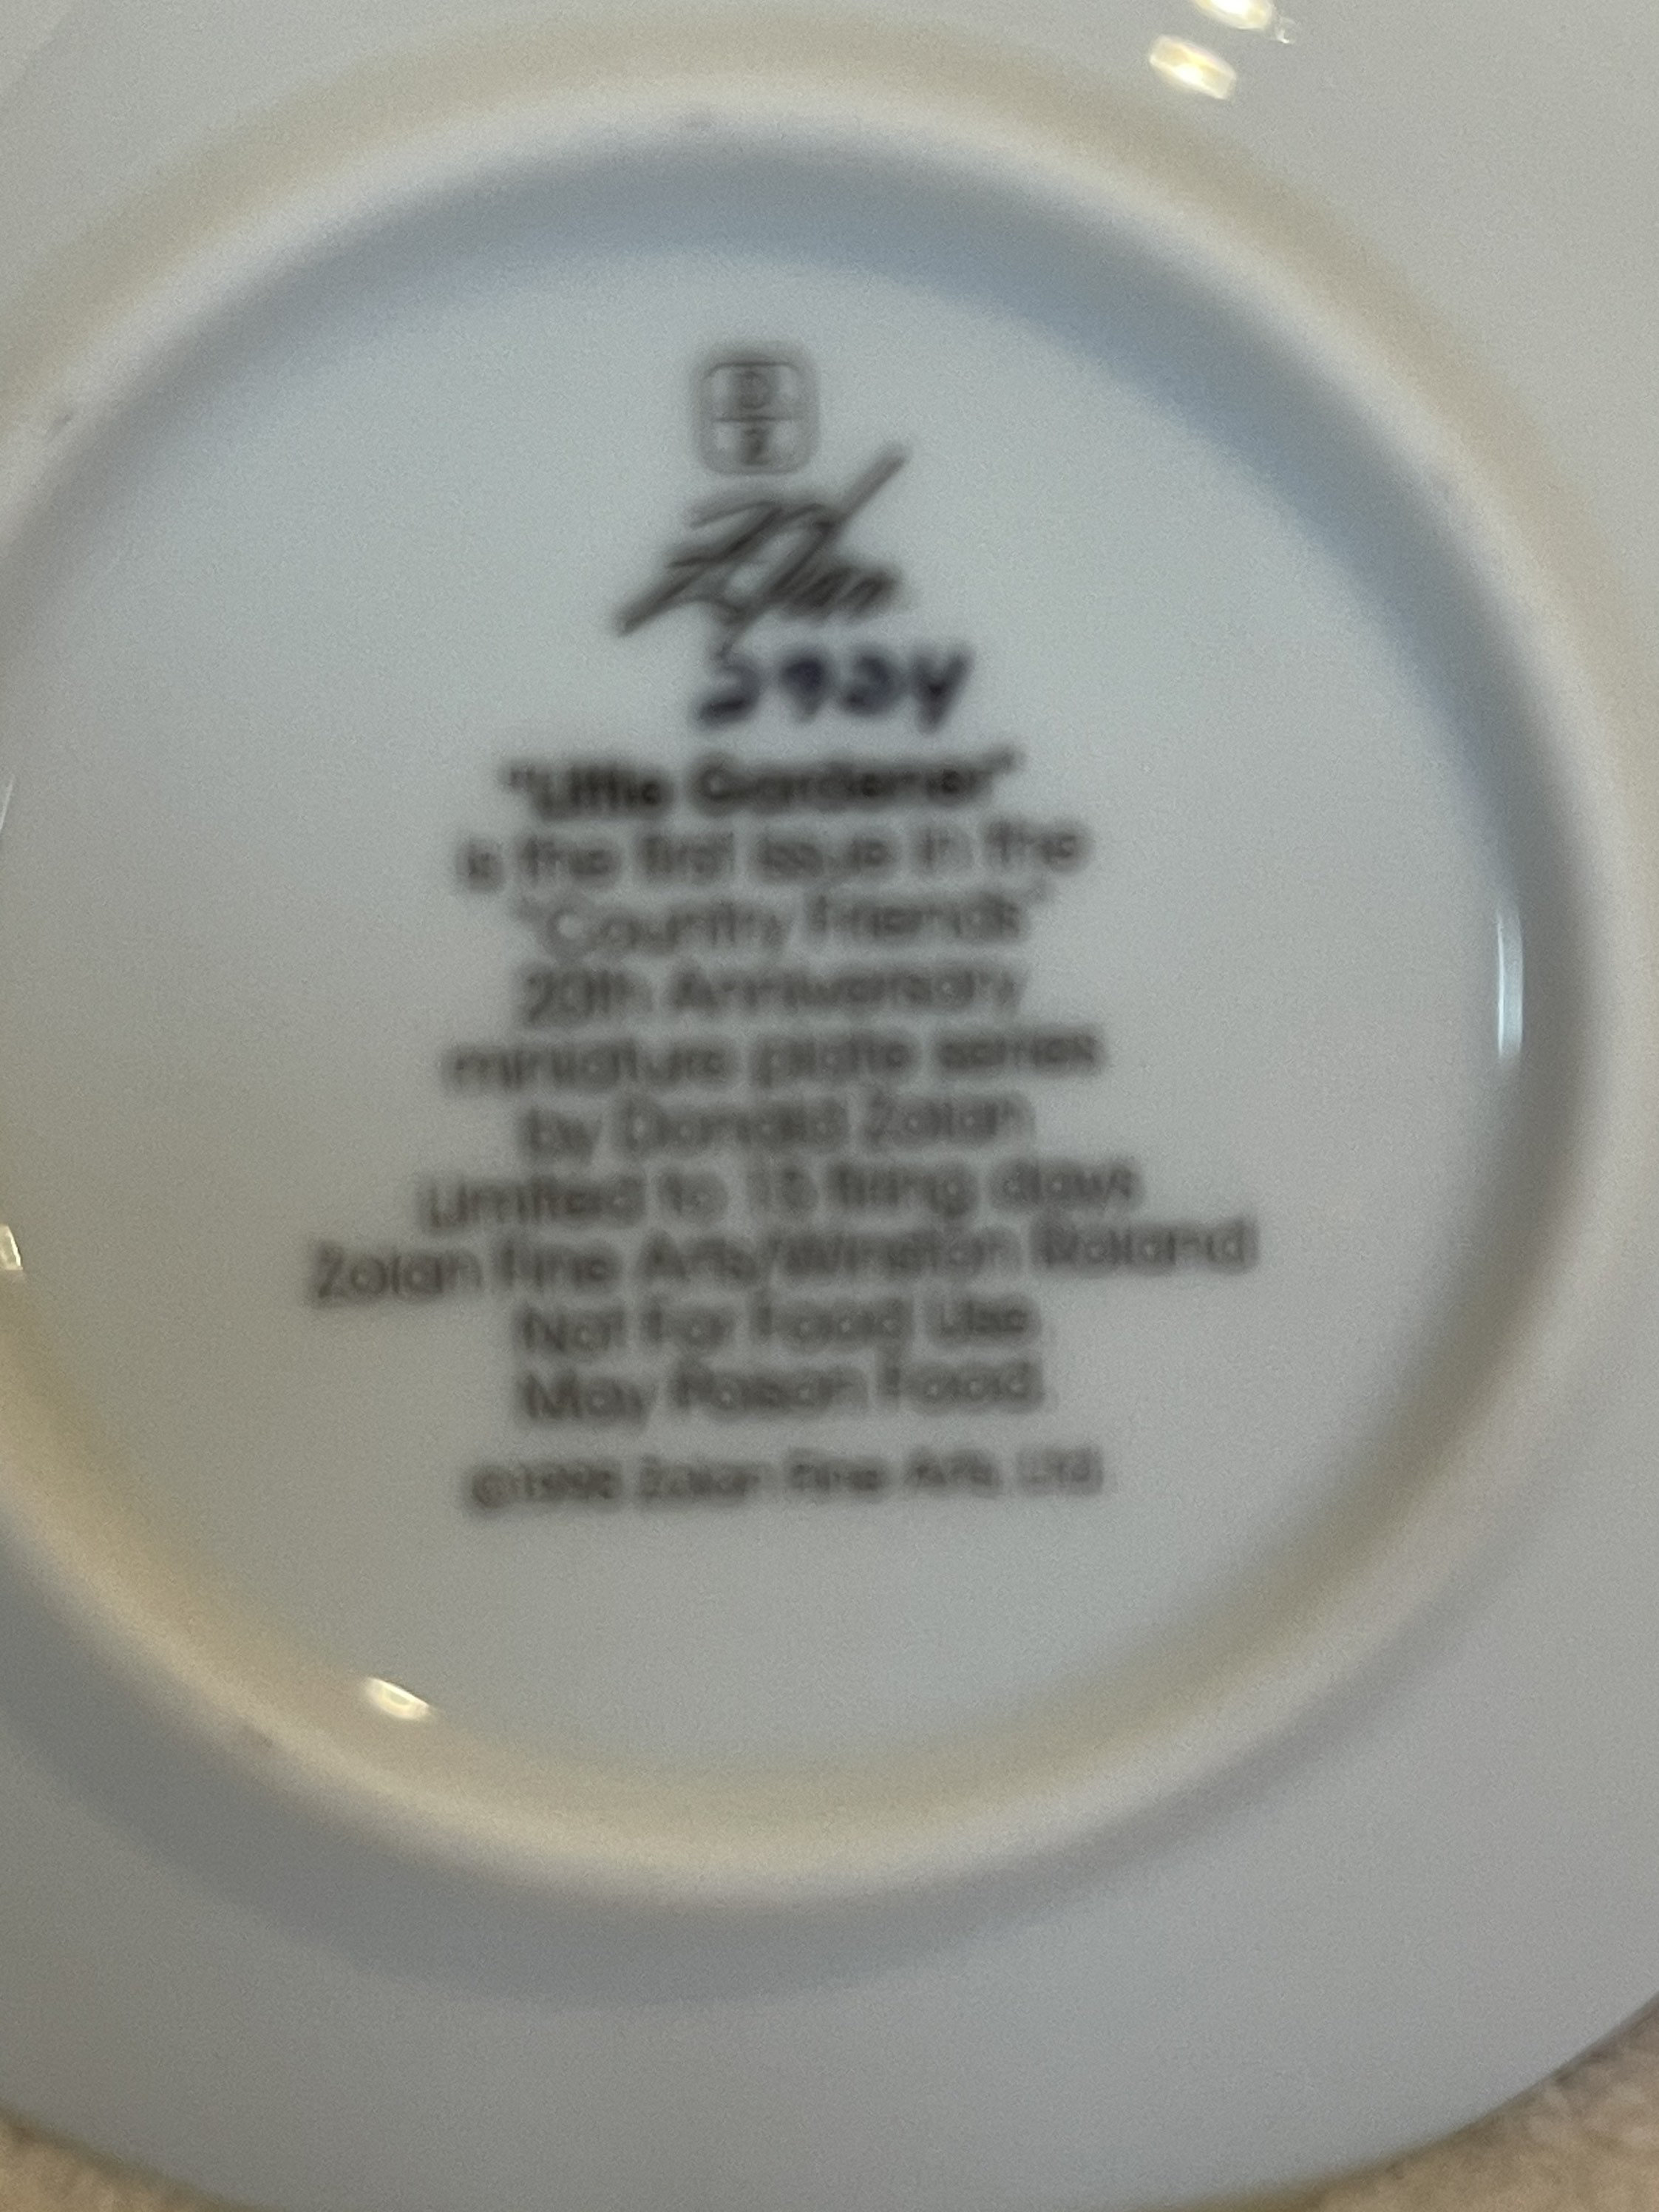 D
Z
Zolan
"Little Gardener"
is the first issue in the
"Country Friends"
20th Anniversary
miniature plate series
by Donald Zolan
Limited to 15 firing days
Zolan Fine Arts/Winston Roland
Not For Food Use
May Poison Food.
Zolan Fine Arts, Ltd.